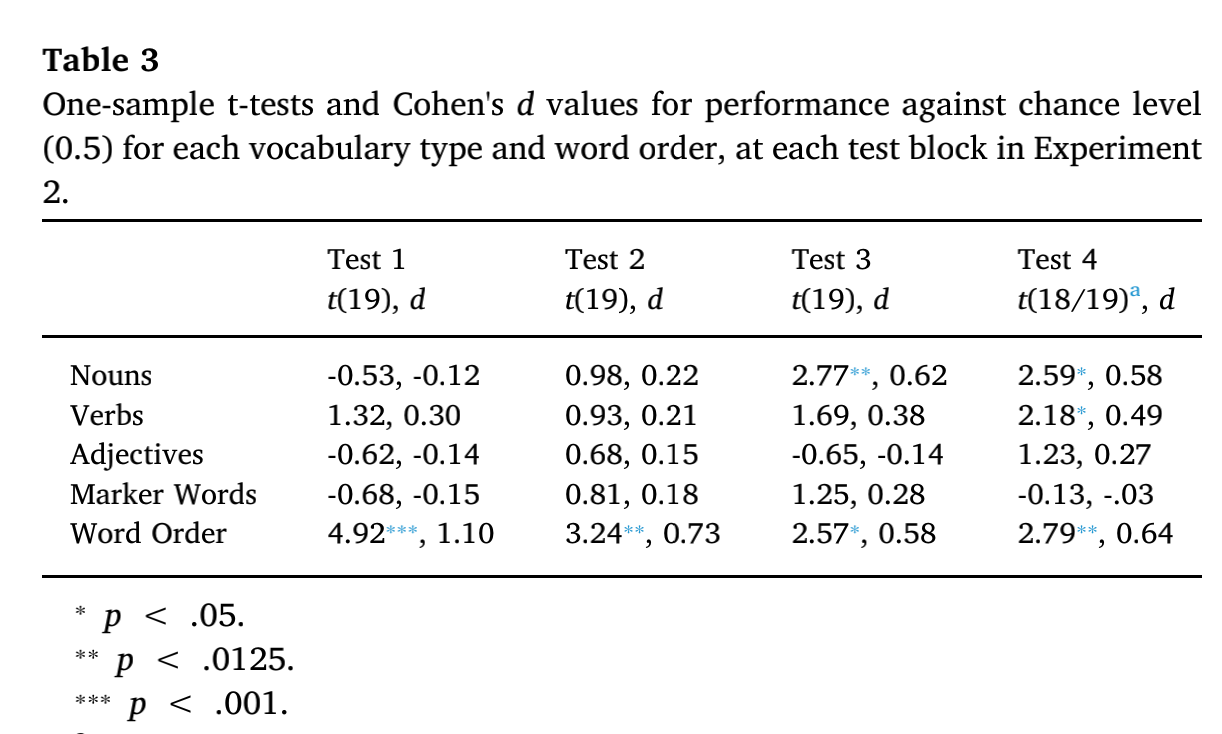 Table 3
One-sample t-tests and Cohen's d values for performance against chance level
(0.5) for each vocabulary type and word order, at each test block in Experiment
2.
Test 1 Test 2 Test 3 Test 4
t(19), d t(19), d t(19), d t(18/19)a, d
Nouns -0.53, -0.12 0.98, 0.22 2.77**, 0.62 2.59*, 0.58
Verbs 1.32, 0.30 0.93, 0.21 1.69, 0.38 2.18*, 0.49
Adjectives -0.62, -0.14 0.68, 0.15 -0.65, -0.14 1.23, 0.27
Marker Words -0.68, -0.15 0.81, 0.18 1.25, 0.28 -0.13, -.03
Word Order 4.92***, 1.10 3.24**, 0.73 2.57*, 0.58 2.79**, 0.64
* p < .05.
** p < .0125.
*** p < .001.